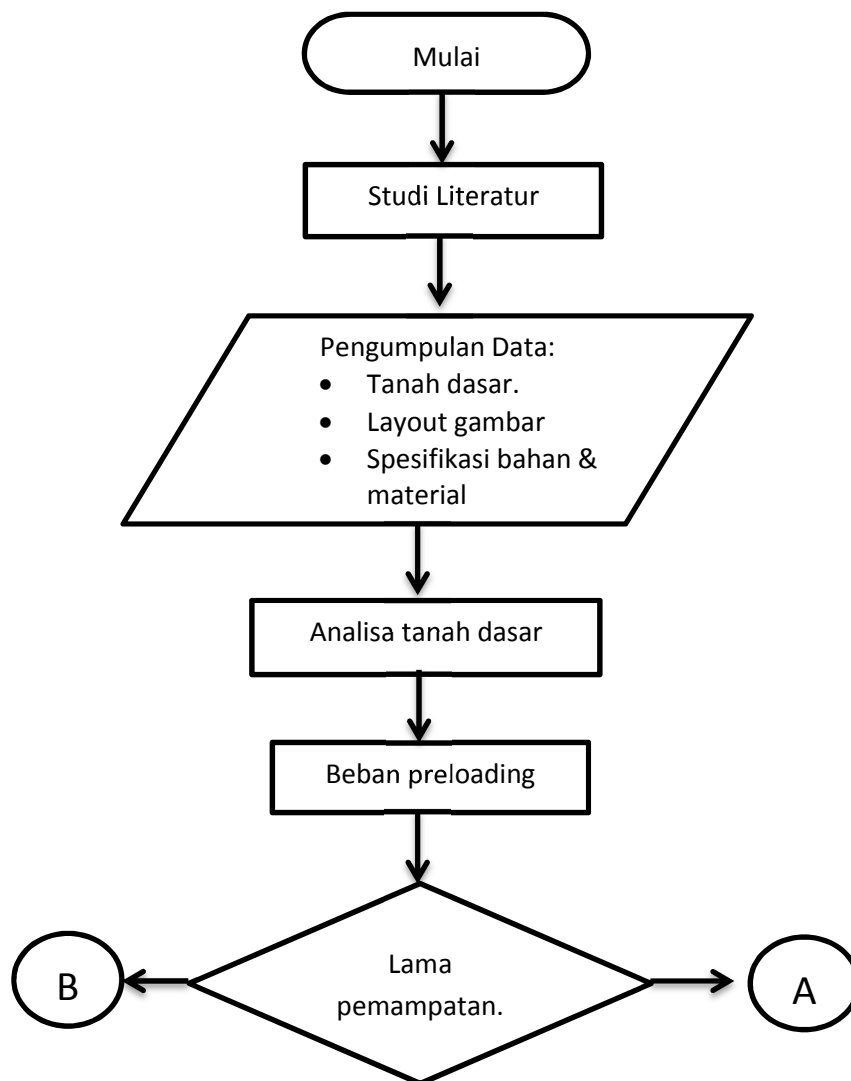 Mulai
Studi Literatur
Pengumpulan Data:
• Tanah dasar.
• Layout gambar
• Spesifikasi bahan &
material
Analisa tanah dasar
Beban preloading
B
Lama
pemampatan.
A